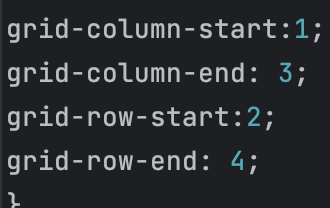 grid-column-start:1;
grid-column-end: 3;
grid-row-start:2;
grid-row-end: 4;
}